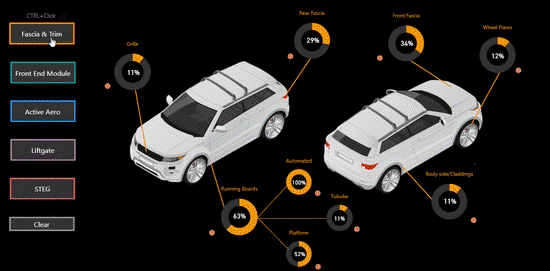 CTRL+Click
Fascia & Trim
Front End Module
Active Aero
Liftgate
STEG
Clear
Grille
11%
Rear Fascia
29%
Front Fascia
34%
Wheel Flares
12%
Automated
100%
Running Boards
63%
Tubular
11%
Platform
52%
Body side/Claddings
11%